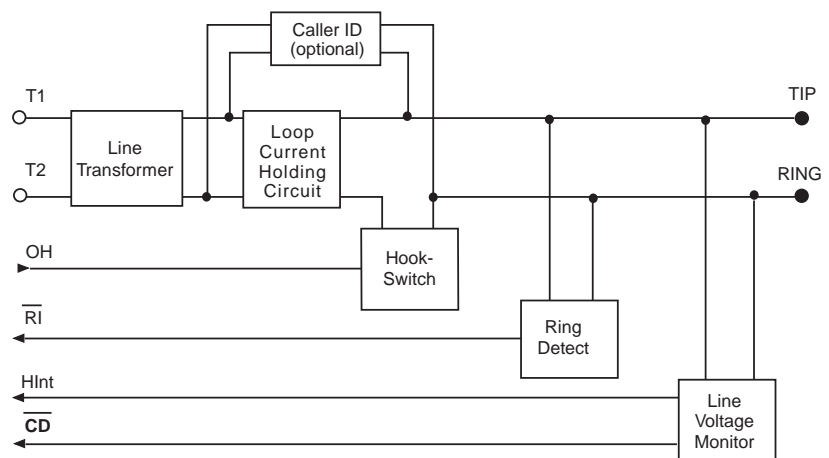 Caller ID
(optional)
T1
TIP
Line
Transformer
Loop
Current
Holding
Circuit
T2
RING
OH
Hook-
Switch
RI
Ring
Detect
HInt
CD
Line
Voltage
Monitor